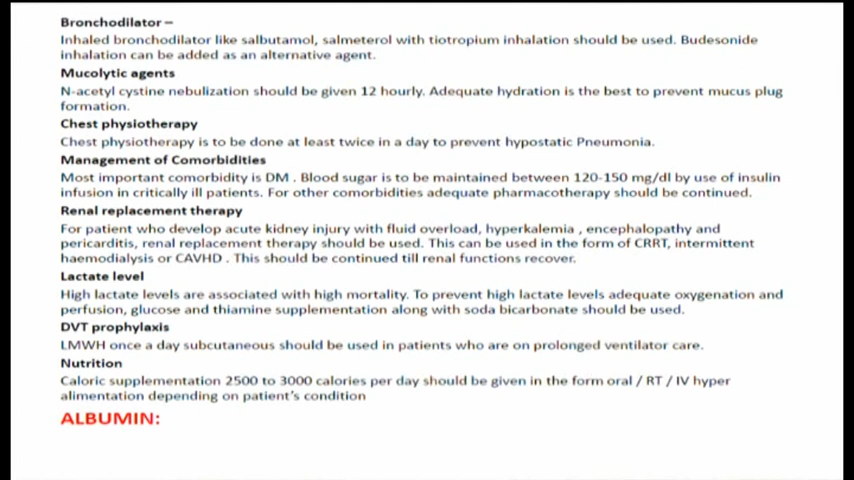 Bronchodilator –
Inhaled bronchodilator like salbutamol, salmeterol with tiotropium inhalation should be used. Budesonide
inhalation can be added as an alternative agent.
Mucolytic agents
N-acetyl cystine nebulization should be given 12 hourly. Adequate hydration is the best to prevent mucus plug
formation.
Chest physiotherapy
Chest physiotherapy is to be done at least twice in a day to prevent hypostatic Pneumonia.
Management of Comorbidities
Most important comorbidity is DM . Blood sugar is to be maintained between 120-150 mg/dl by use of insulin
infusion in critically ill patients. For other comorbidities adequate pharmacotherapy should be continued.
Renal replacement therapy
For patient who develop acute kidney injury with fluid overload, hyperkalemia , encephalopathy and
pericarditis, renal replacement therapy should be used. This can be used in the form of CRRT, intermittent
haemodialysis or CAVHD . This should be continued till renal functions recover.
Lactate level
High lactate levels are associated with high mortality. To prevent high lactate levels adequate oxygenation and
perfusion, glucose and thiamine supplementation along with soda bicarbonate should be used.
DVT prophylaxis
LMWH once a day subcutaneous should be used in patients who are on prolonged ventilator care.
Nutrition
Caloric supplementation 2500 to 3000 calories per day should be given in the form oral / RT / IV hyper
alimentation depending on patient's condition
ALBUMIN: